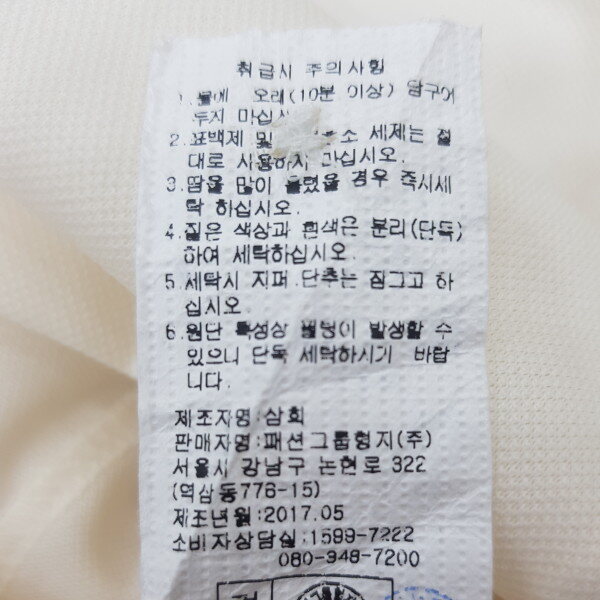 취급시 주의사항
1.물에 오래(10분 이상) 담구어
두지 마십시
2.표백제 및 소 세제는 절
대로 사용하지 마십시오.
3.땀을 많이 흘렸을 경우 즉시세
탁 하십시오.
4.짙은 색상과 흰색은 분리(단독)
하여 세탁하십시오.
5.세탁시 지퍼.단추는 잠그고 하
십시오.
6.원단 특성상 필링이 발생할 수
있으니 단독 세탁하시기 바랍
니다.
제조자명:삼희
판매자명:패션그룹형지(주)
서울시 강남구 논현로 322
(역삼동776-15)
제조년월:2017.05
소비자상담실:1599-7222
080-348-7200